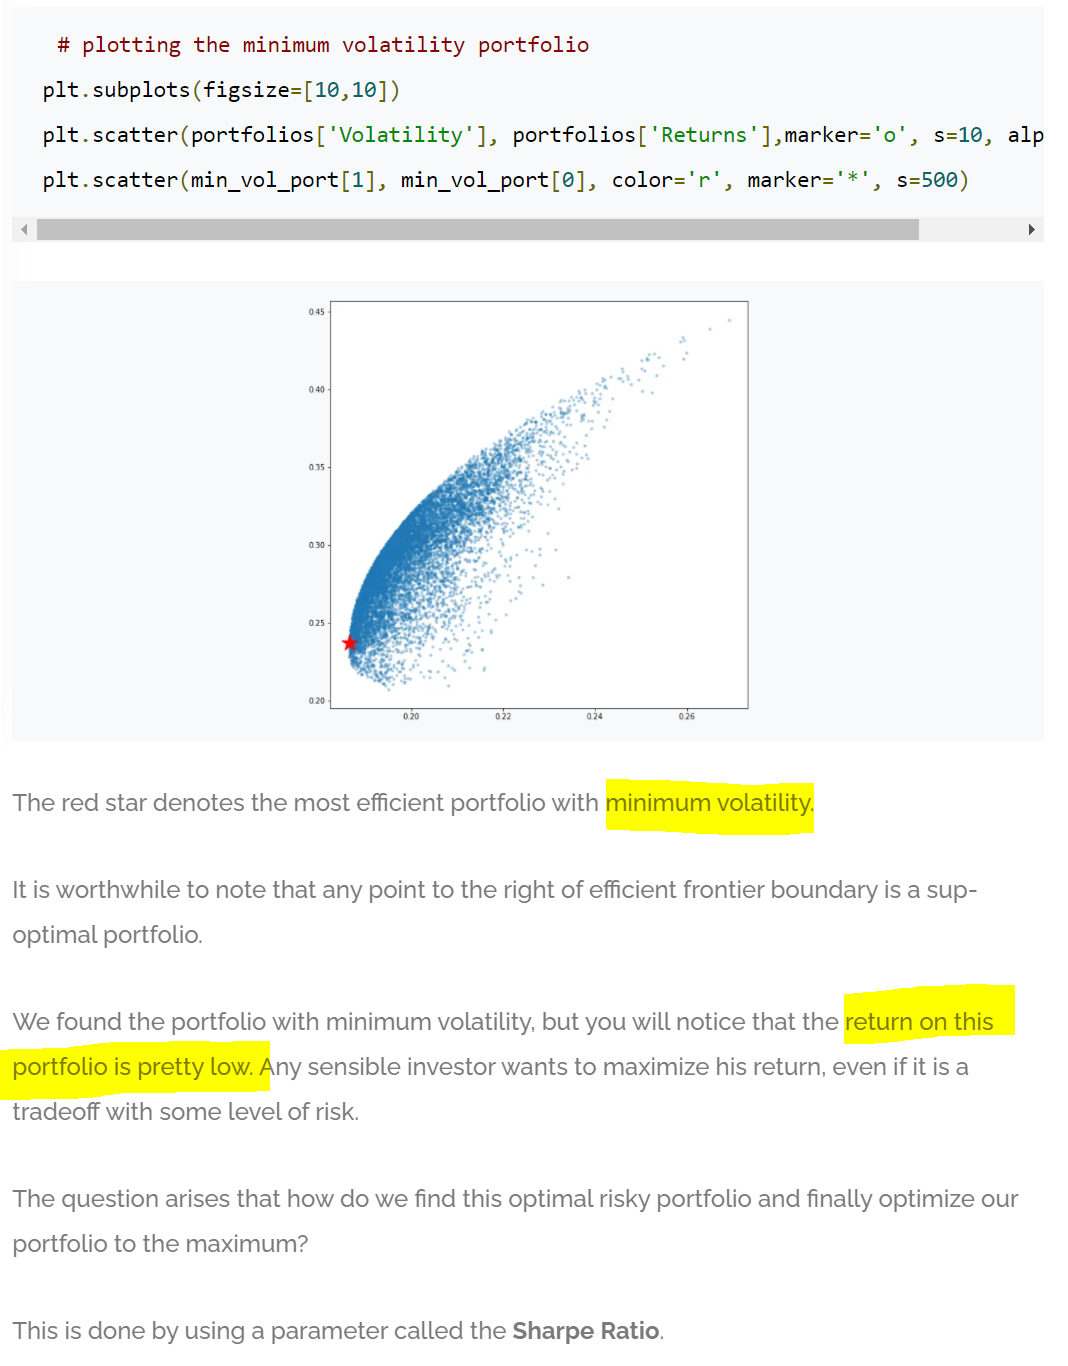 # plotting the minimum volatility portfolio
plt.subplots(figsize=[10,10])
plt.scatter(portfolios['Volatility'], portfolios['Returns'],marker='o', s=10, alp
plt.scatter(min_vol_port[1], min_vol_port[0], color='r', marker='*', s=500)
0.45
0.40
0.35
0.30
0.25
0.20
0.20 0.22 0.24 0.26
The red star denotes the most efficient portfolio with minimum volatility.
It is worthwhile to note that any point to the right of efficient frontier boundary is a sup-
optimal portfolio.
We found the portfolio with minimum volatility, but you will notice that the return on this
portfolio is pretty low. Any sensible investor wants to maximize his return, even if it is a
tradeoff with some level of risk.
The question arises that how do we find this optimal risky portfolio and finally optimize our
portfolio to the maximum?
This is done by using a parameter called the Sharpe Ratio.